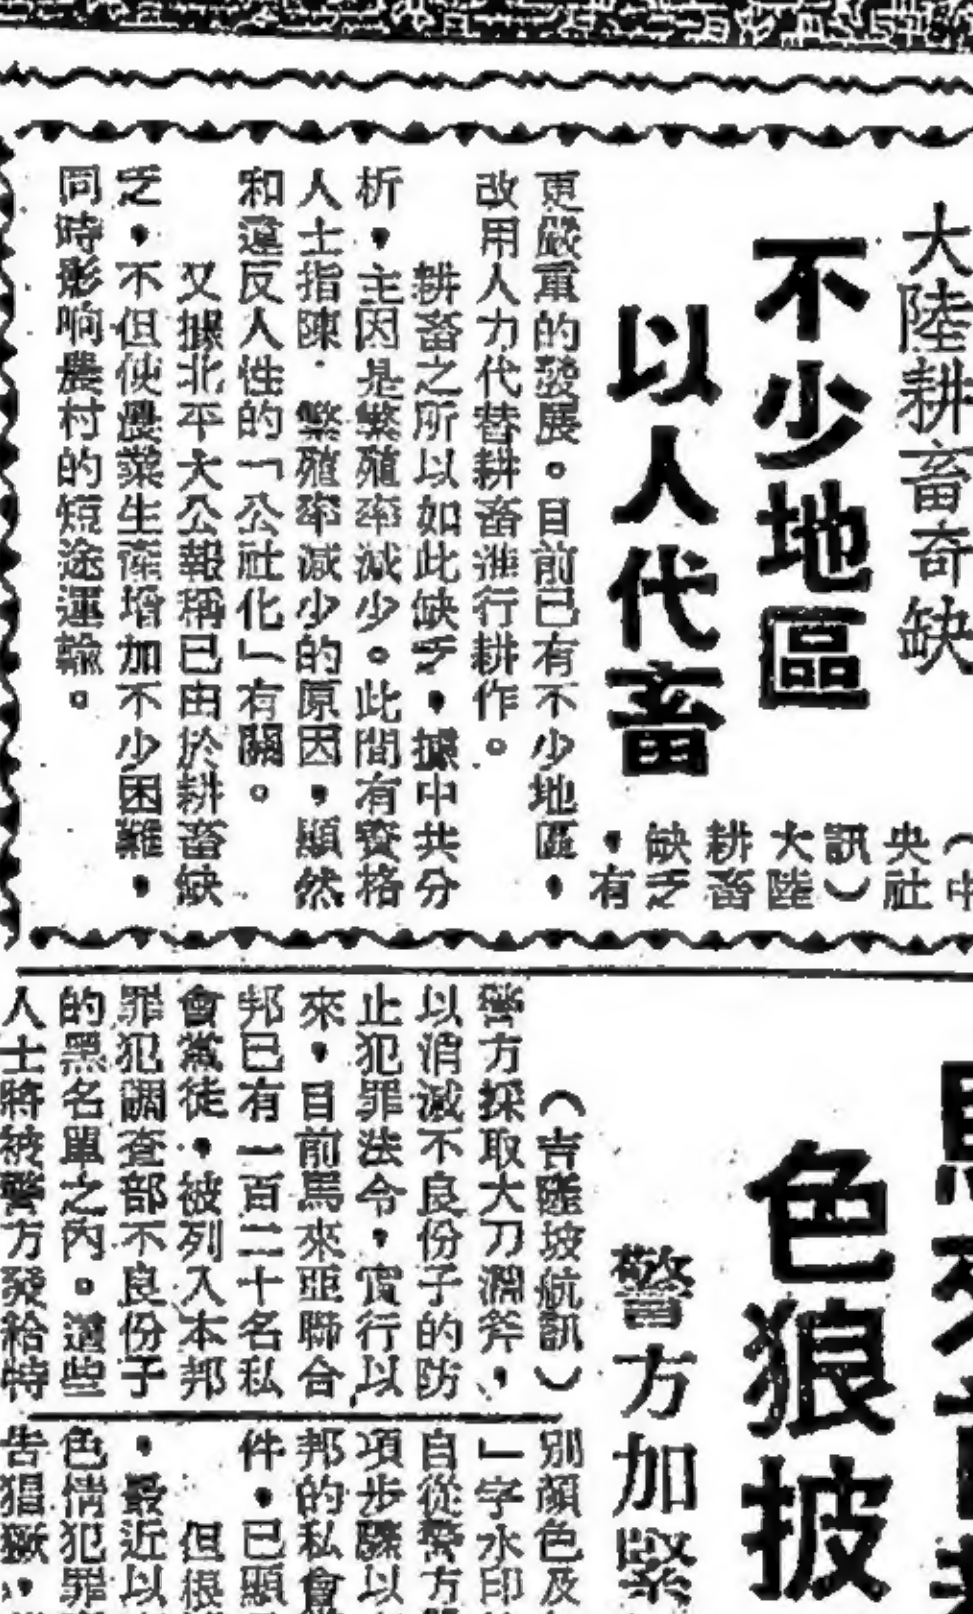 大陸耕畜奇缺
不少地區
以人代畜
（中
央社
訊）
大陸
耕畜
缺乏
，有
更嚴重的發展。目前已有不少地區，
改用人力代替耕畜進行耕作。
耕畜之所以如此缺乏，據中共分
析，主因是繁殖率減少。此間有資格
人士指陳．繁殖率減少的原因，顯然
和違反人性的「公社化」有關。
又據北平大公報稱已由於耕畜缺
乏，不但使農業生產增加不少困難，
同時影响農村的短途運輸。
色狼披
警方加緊
（吉隆坡航訊）
警方採取大刀濶斧，
以消滅不良份子的防
止犯罪法令，實行以
來，目前馬來亞聯合
邦已有一百二十名私
會黨徒，被列入本邦
罪犯調查部不良份子
的黑名單之內。這些
人士將被警方發給特
別顏色及
」字水印
自從警方
項步驟以
邦的私會
件，已顯
但根
，最近以
色情犯罪
告猖獗，